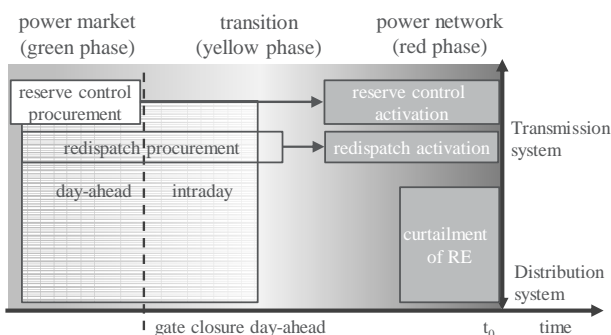 power market
(green phase)
transition
(yellow phase)
power network
(red phase)
reserve control
procurement
reserve control
activation
Transmission
system
redispatch procurement
redispatch activation
day-ahead
intraday
curtailment
of RE
Distribution
system
gate closure day-ahead
t₀
time